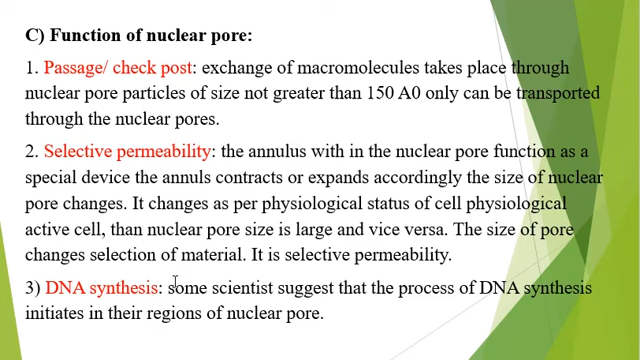 C) Function of nuclear pore:
1. Passage/ check post: exchange of macromolecules takes place through
nuclear pore particles of size not greater than 150 A0 only can be transported
through the nuclear pores.
2. Selective permeability: the annulus with in the nuclear pore function as a
special device the annuls contracts or expands accordingly the size of nuclear
pore changes. It changes as per physiological status of cell physiological
active cell, than nuclear pore size is large and vice versa. The size of pore
changes selection of material. It is selective permeability.
3) DNA synthesis: some scientist suggest that the process of DNA synthesis
initiates in their regions of nuclear pore.